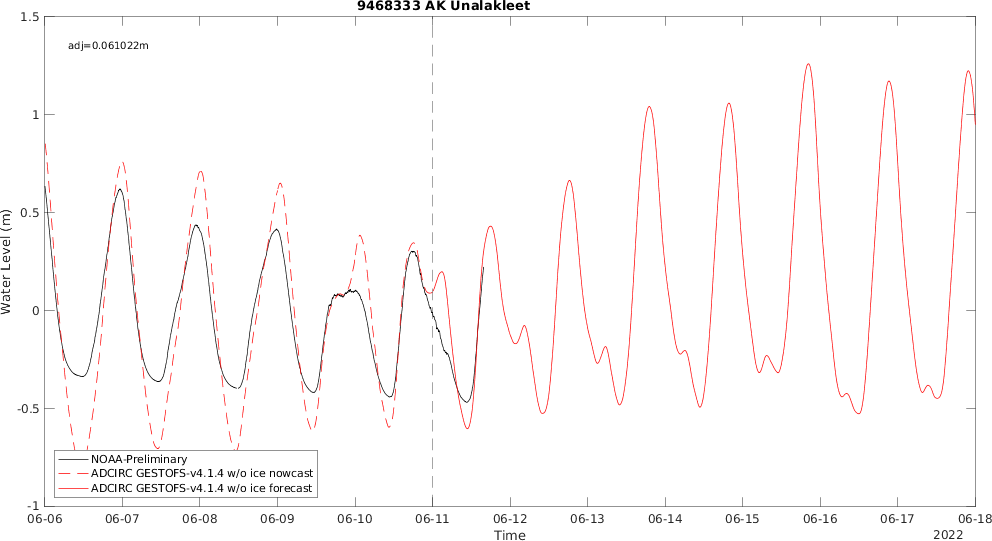 9468333 AK Unalakleet
adj=0.061022m
Water Level (m)
1.5
1
0.5
0
-0.5
-1
NOAA-Preliminary
ADCIRC GESTOFS-v4.1.4 w/o ice nowcast
ADCIRC GESTOFS-v4.1.4 w/o ice forecast
06-06 06-07 06-08 06-09 06-10 06-11 06-12 06-13 06-14 06-15 06-16 06-17 06-18
Time
2022